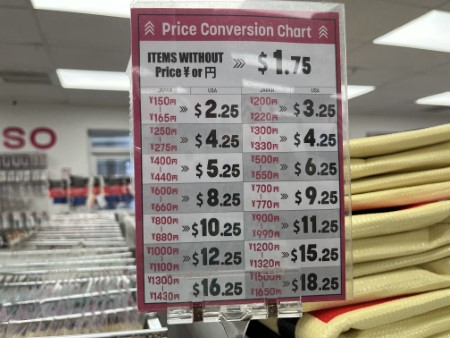 Price Conversion Chart
ITEMS WITHOUT
Price ¥ or 円
$1.75
JAPAN USA JAPAN USA
¥150円 $2.25 ¥200円 $3.25
¥165円 ¥220円
¥250円 $4.25 ¥300円 $4.25
¥275円 ¥330円
¥400円 $5.25 ¥500円 $6.25
¥440円 ¥550円
¥600円 $8.25 ¥700円 $9.25
¥660円 ¥770円
¥800円 $10.25 ¥900円 $11.25
¥880円 ¥990円
¥1000円 $12.25 ¥1200円 $15.25
¥1100円 ¥1320円
¥1300円 $16.25 ¥1500円 $18.25
¥1430円 ¥1650円
SO